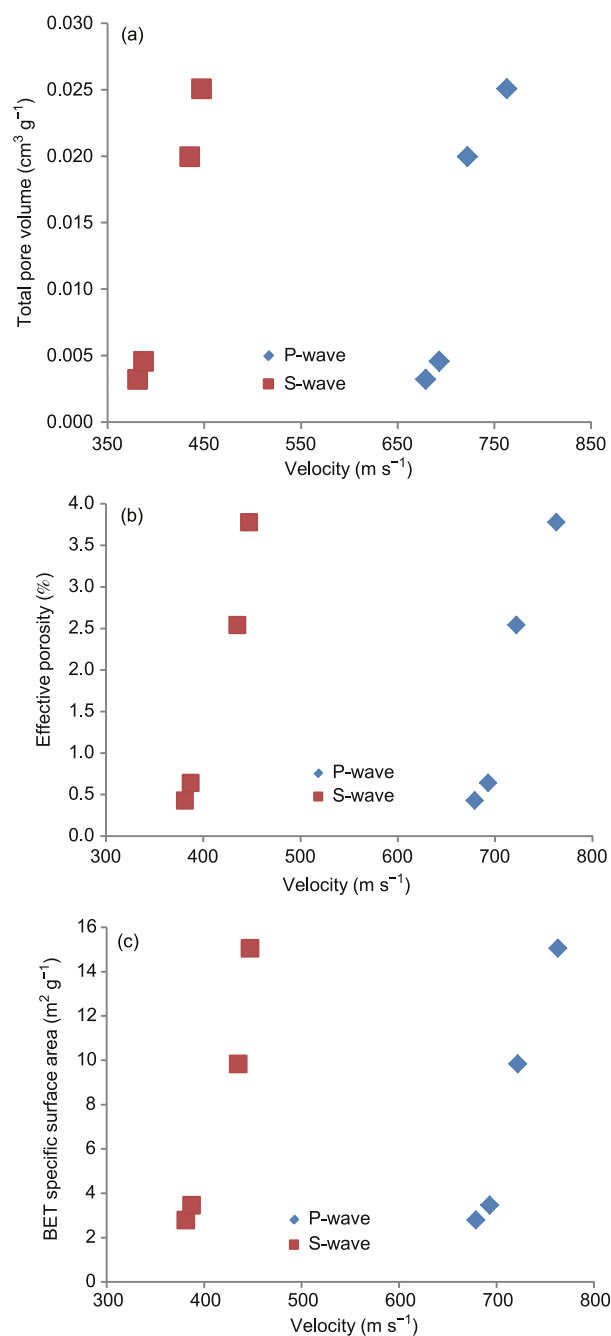 (a)
Total pore volume (cm³ g⁻¹)
0.030
0.025
0.020
0.015
0.010
0.005
0.000
P-wave
S-wave
350 450 550 650 750 850
Velocity (m s⁻¹)
(b)
Effective porosity (%)
4.0
3.5
3.0
2.5
2.0
1.5
1.0
0.5
0.0
P-wave
S-wave
300 400 500 600 700 800
Velocity (m s⁻¹)
(c)
BET specific surface area (m² g⁻¹)
16
14
12
10
8
6
4
2
0
P-wave
S-wave
300 400 500 600 700 800
Velocity (m s⁻¹)